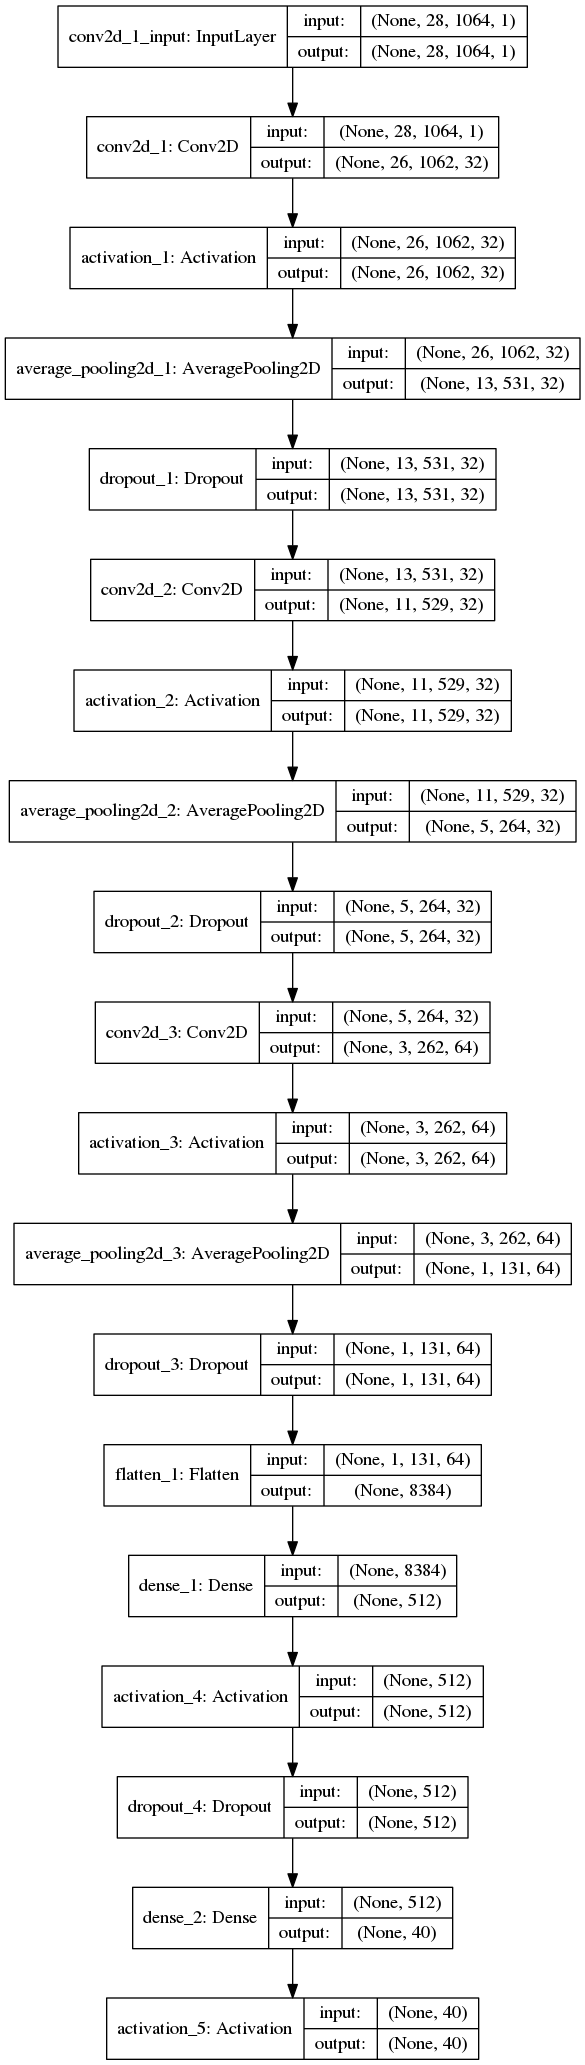 conv2d_1_input: InputLayer
input: (None, 28, 1064, 1)
output: (None, 28, 1064, 1)
conv2d_1: Conv2D
input: (None, 28, 1064, 1)
output: (None, 26, 1062, 32)
activation_1: Activation
input: (None, 26, 1062, 32)
output: (None, 26, 1062, 32)
average_pooling2d_1: AveragePooling2D
input: (None, 26, 1062, 32)
output: (None, 13, 531, 32)
dropout_1: Dropout
input: (None, 13, 531, 32)
output: (None, 13, 531, 32)
conv2d_2: Conv2D
input: (None, 13, 531, 32)
output: (None, 11, 529, 32)
activation_2: Activation
input: (None, 11, 529, 32)
output: (None, 11, 529, 32)
average_pooling2d_2: AveragePooling2D
input: (None, 11, 529, 32)
output: (None, 5, 264, 32)
dropout_2: Dropout
input: (None, 5, 264, 32)
output: (None, 5, 264, 32)
conv2d_3: Conv2D
input: (None, 5, 264, 32)
output: (None, 3, 262, 64)
activation_3: Activation
input: (None, 3, 262, 64)
output: (None, 3, 262, 64)
average_pooling2d_3: AveragePooling2D
input: (None, 3, 262, 64)
output: (None, 1, 131, 64)
dropout_3: Dropout
input: (None, 1, 131, 64)
output: (None, 1, 131, 64)
flatten_1: Flatten
input: (None, 1, 131, 64)
output: (None, 8384)
dense_1: Dense
input: (None, 8384)
output: (None, 512)
activation_4: Activation
input: (None, 512)
output: (None, 512)
dropout_4: Dropout
input: (None, 512)
output: (None, 512)
dense_2: Dense
input: (None, 512)
output: (None, 40)
activation_5: Activation
input: (None, 40)
output: (None, 40)